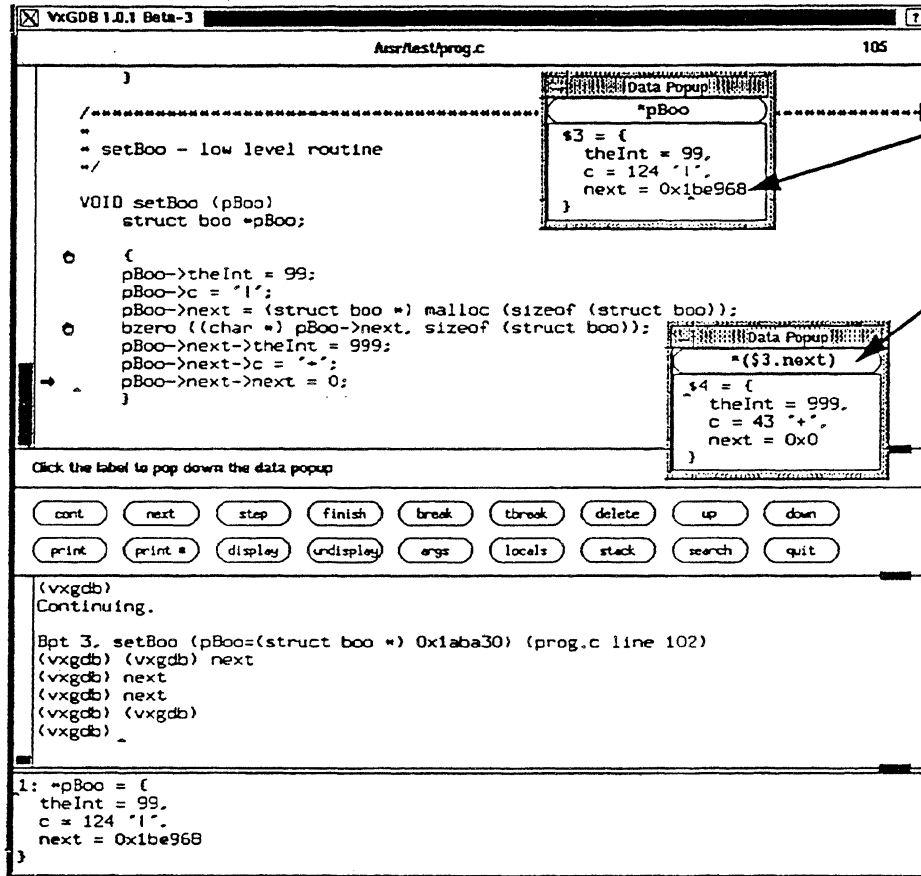 VxGDB 1.0.1 Beta-3
?
/usr/test/prog.c 105
}
/************************************************
*
* setBoo - low level routine
*/
VOID setBoo (pBoo)
struct boo *pBoo;
{
pBoo->theInt = 99;
pBoo->c = '|';
pBoo->next = (struct boo *) malloc (sizeof (struct boo));
bzero ((char *) pBoo->next, sizeof (struct boo));
pBoo->next->theInt = 999;
pBoo->next->c = '+';
pBoo->next->next = 0;
}
Data Popup
*pBoo
$3 = {
theInt = 99,
c = 124 '|',
next = 0x1be968
}
Data Popup
*($3.next)
$4 = {
theInt = 999,
c = 43 '+',
next = 0x0
}
Click the label to pop down the data popup
cont next step finish break tbreak delete up down
print print * display undisplay args locals stack search quit
(vxgdb)
Continuing.
Bpt 3, setBoo (pBoo=(struct boo *) 0x1aba30) (prog.c line 102)
(vxgdb) (vxgdb) next
(vxgdb) next
(vxgdb) next
(vxgdb) (vxgdb)
(vxgdb)
1: *pBoo = {
theInt = 99,
c = 124 '|',
next = 0x1be968
}